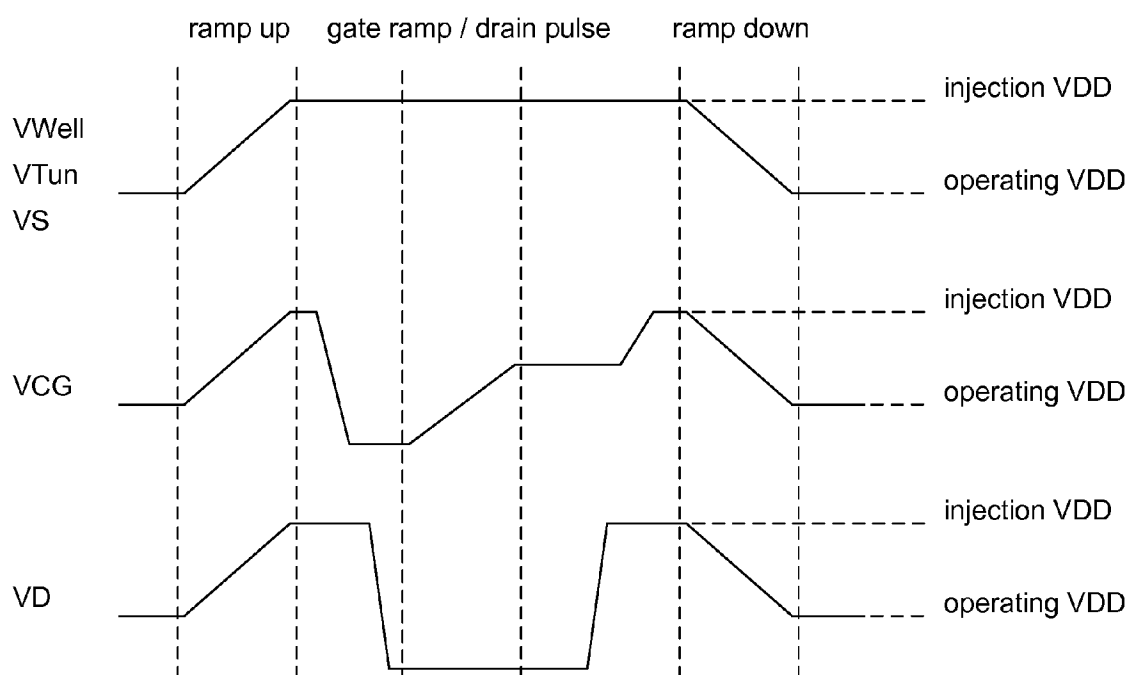 ramp up gate ramp / drain pulse ramp down
injection VDD
VWell
VTun
operating VDD
VS
injection VDD
VCG
operating VDD
injection VDD
VD
operating VDD